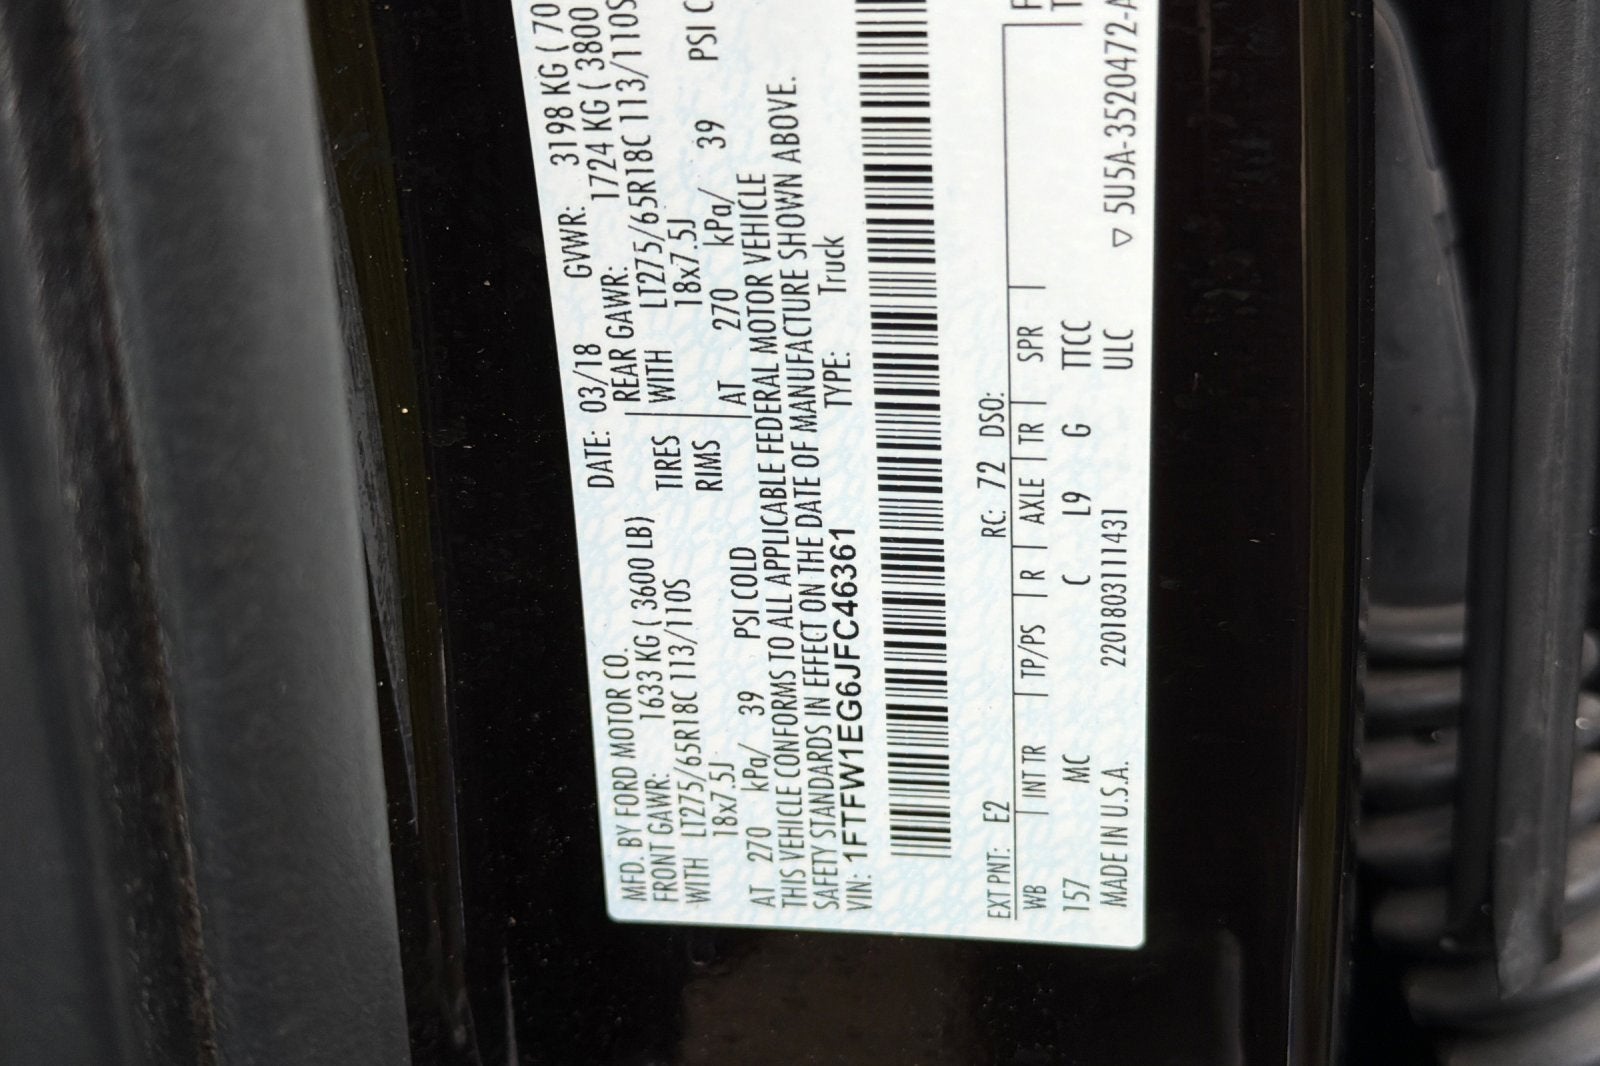 MFD. BY FORD MOTOR CO.
DATE: 03/18 GVWR: 3198 KG ( 70
FRONT GAWR: REAR GAWR: 1724 KG ( 3800
1633 KG ( 3600 LB)
WITH LT275/65R18C 113/110S TIRES WITH LT275/65R18C 113/110S
18x7.5J RIMS 18x7.5J
AT 270 kPa/ 39 PSI COLD AT 270 kPa/ 39 PSI C
THIS VEHICLE CONFORMS TO ALL APPLICABLE FEDERAL MOTOR VEHICLE
SAFETY STANDARDS IN EFFECT ON THE DATE OF MANUFACTURE SHOWN ABOVE.
VIN: 1FTFW1EG6JFC46361 TYPE: Truck
EXT PNT: E2 RC: 72 DSO:
WB INT TR TP/PS R AXLE TR SPR
157 MC C L9 G TTCC
MADE IN U.S.A. 2201803111431 ULC ▽ 5U5A-3520472-A